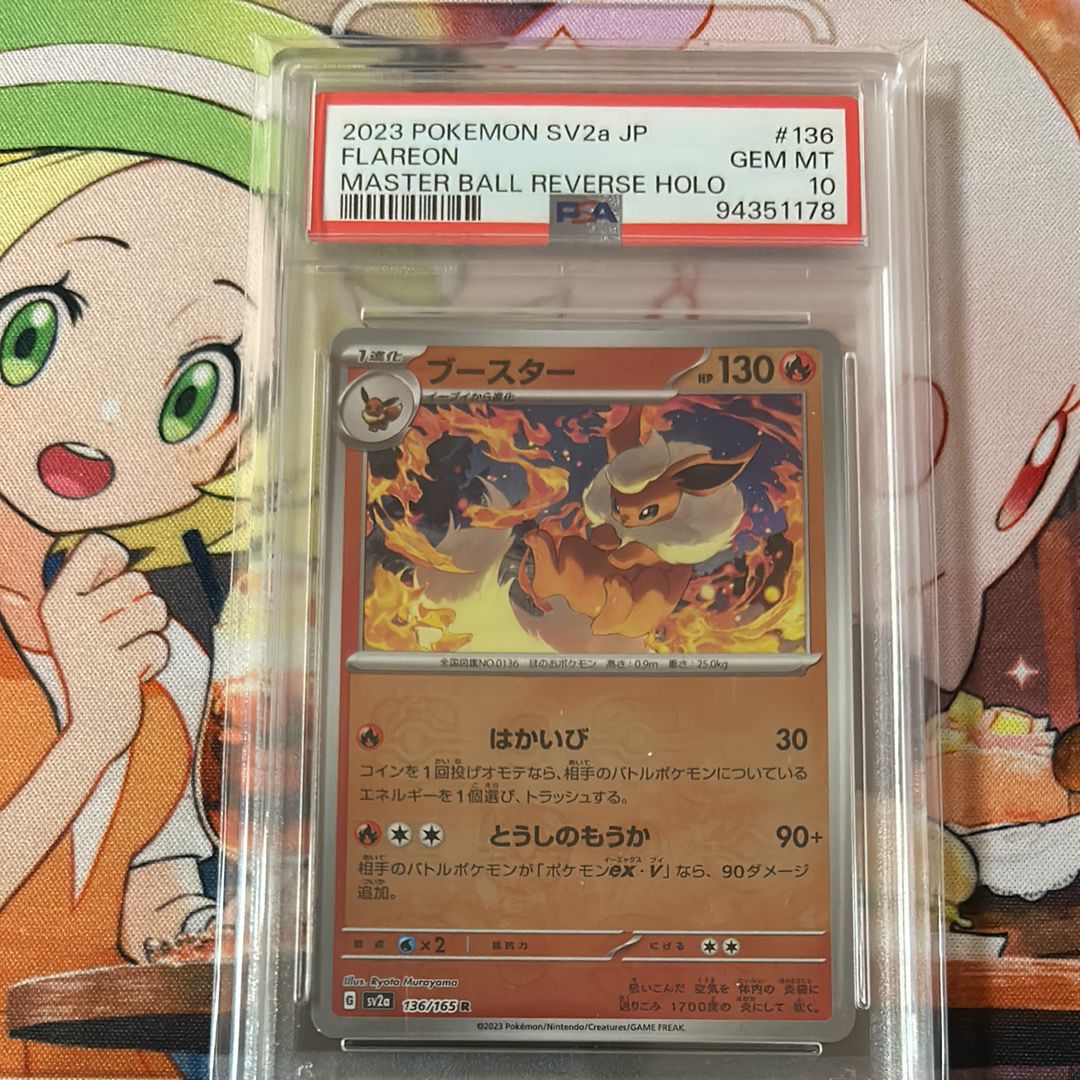 2023 POKEMON SV2a JP #136
FLAREON GEM MT
MASTER BALL REVERSE HOLO 10
PSA 94351178
1進化 ブースター HP 130
イーブイから進化
全国図鑑NO.0136 ほのおポケモン 高さ:0.9m 重さ:25.0kg
はかいび 30
コインを1回投げオモテなら、相手のバトルポケモンについている
エネルギーを1個選び、トラッシュする。
とうしのもうか 90+
相手のバトルポケモンが「ポケモンex・V」なら、90ダメージ
追加。
弱点 ×2 抵抗力 にげる
Illus. Ryota Murayama
吸いこんだ 空気を 体内の 炎袋に
G sv2a 136/165 R 送りこみ 1700度の 炎にして 吹く。
©2023 Pokémon/Nintendo/Creatures/GAME FREAK.